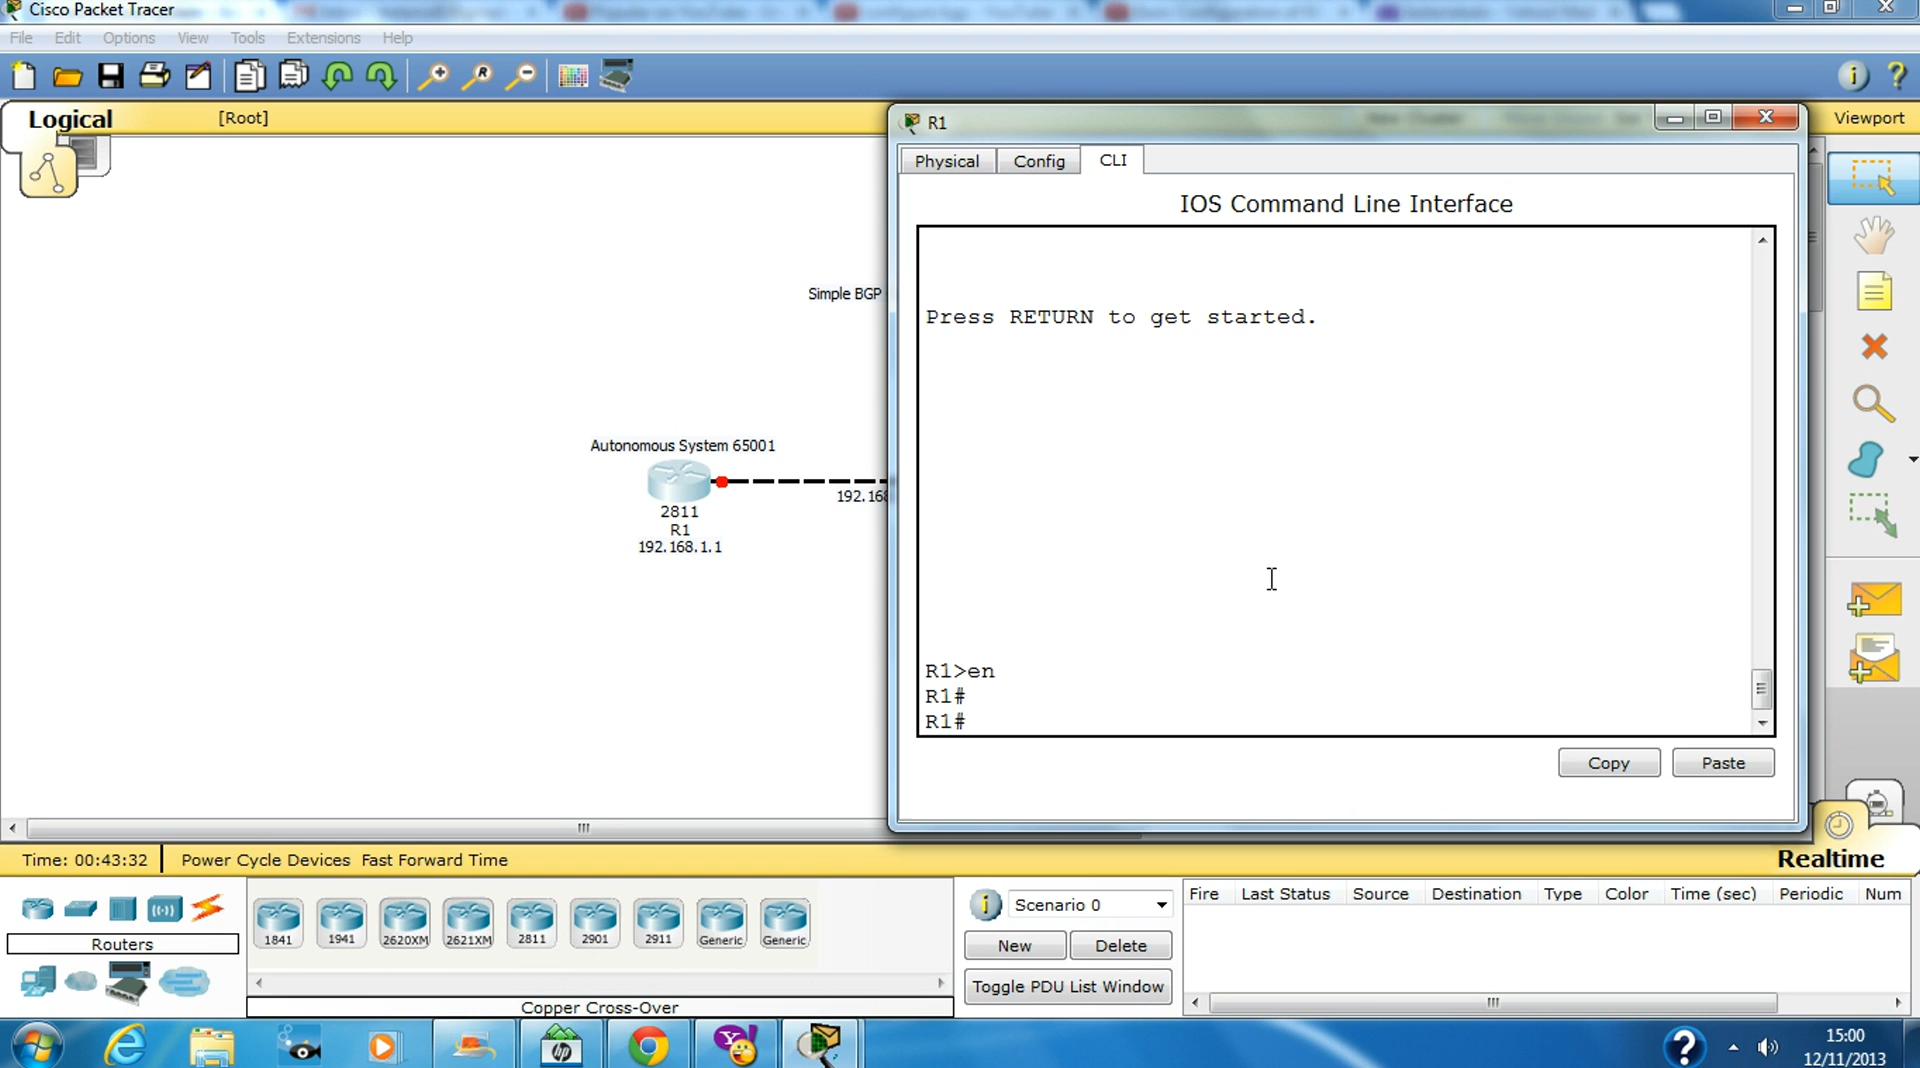 Cisco Packet Tracer
File Edit Options View Tools Extensions Help
Logical
[Root]
Viewport
R1
Physical
Config
CLI
IOS Command Line Interface
Press RETURN to get started.
R1>en
R1#
R1#
Copy
Paste
Simple BGP
Autonomous System 65001
192.168
2811
R1
192.168.1.1
Time: 00:43:32
Power Cycle Devices Fast Forward Time
Realtime
Routers
1841
1941
2620XM
2621XM
2811
2901
2911
Generic
Generic
Copper Cross-Over
Scenario 0
New
Delete
Toggle PDU List Window
Fire Last Status Source Destination Type Color Time (sec) Periodic Num
15:00
12/11/2013